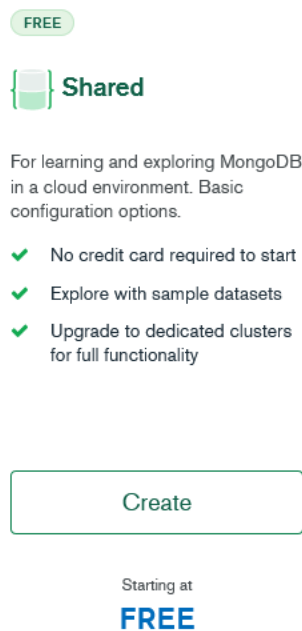 FREE
Shared
For learning and exploring MongoDB
in a cloud environment. Basic
configuration options.
No credit card required to start
Explore with sample datasets
Upgrade to dedicated clusters
for full functionality
Create
Starting at
FREE